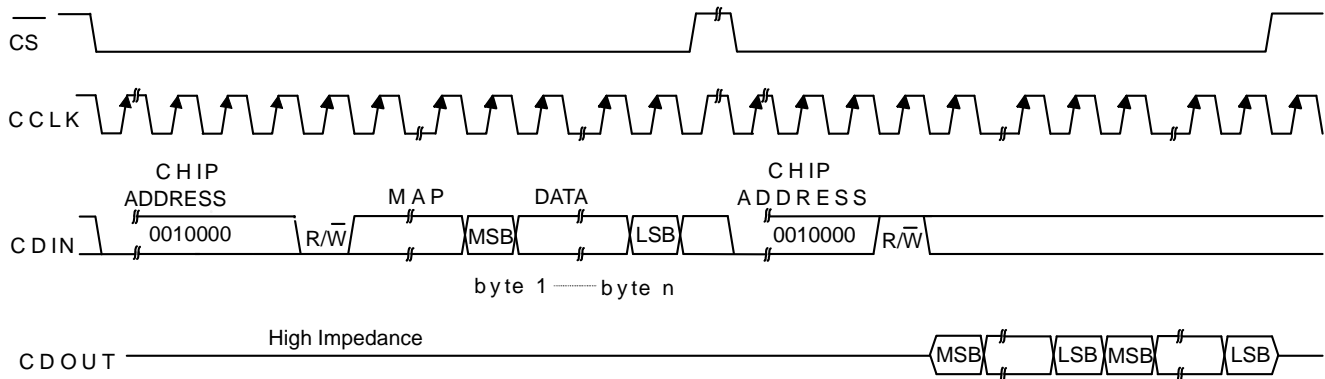 CS
CCLK
CHIP
ADDRESS
MAP
DATA
CHIP
ADDRESS
CDIN
0010000
R/W
MSB
LSB
0010000
R/W
byte 1
byte n
High Impedance
CDOUT
MSB
LSB
MSB
LSB